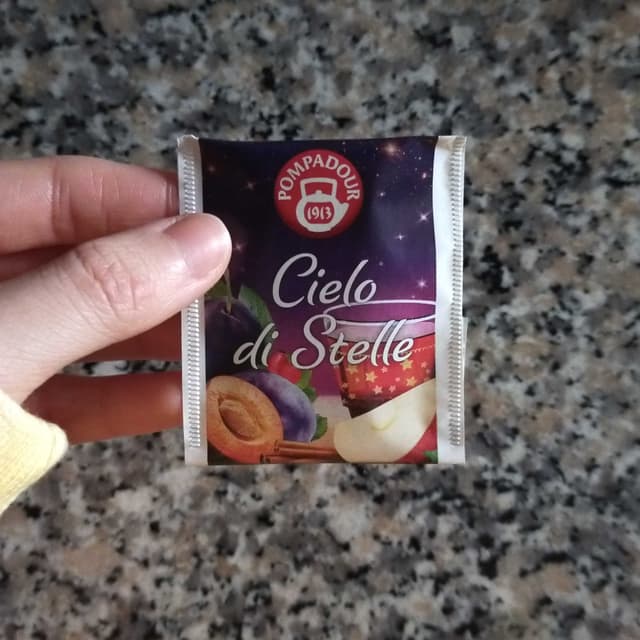 POMPADOUR
1913
Cielo
di Stelle